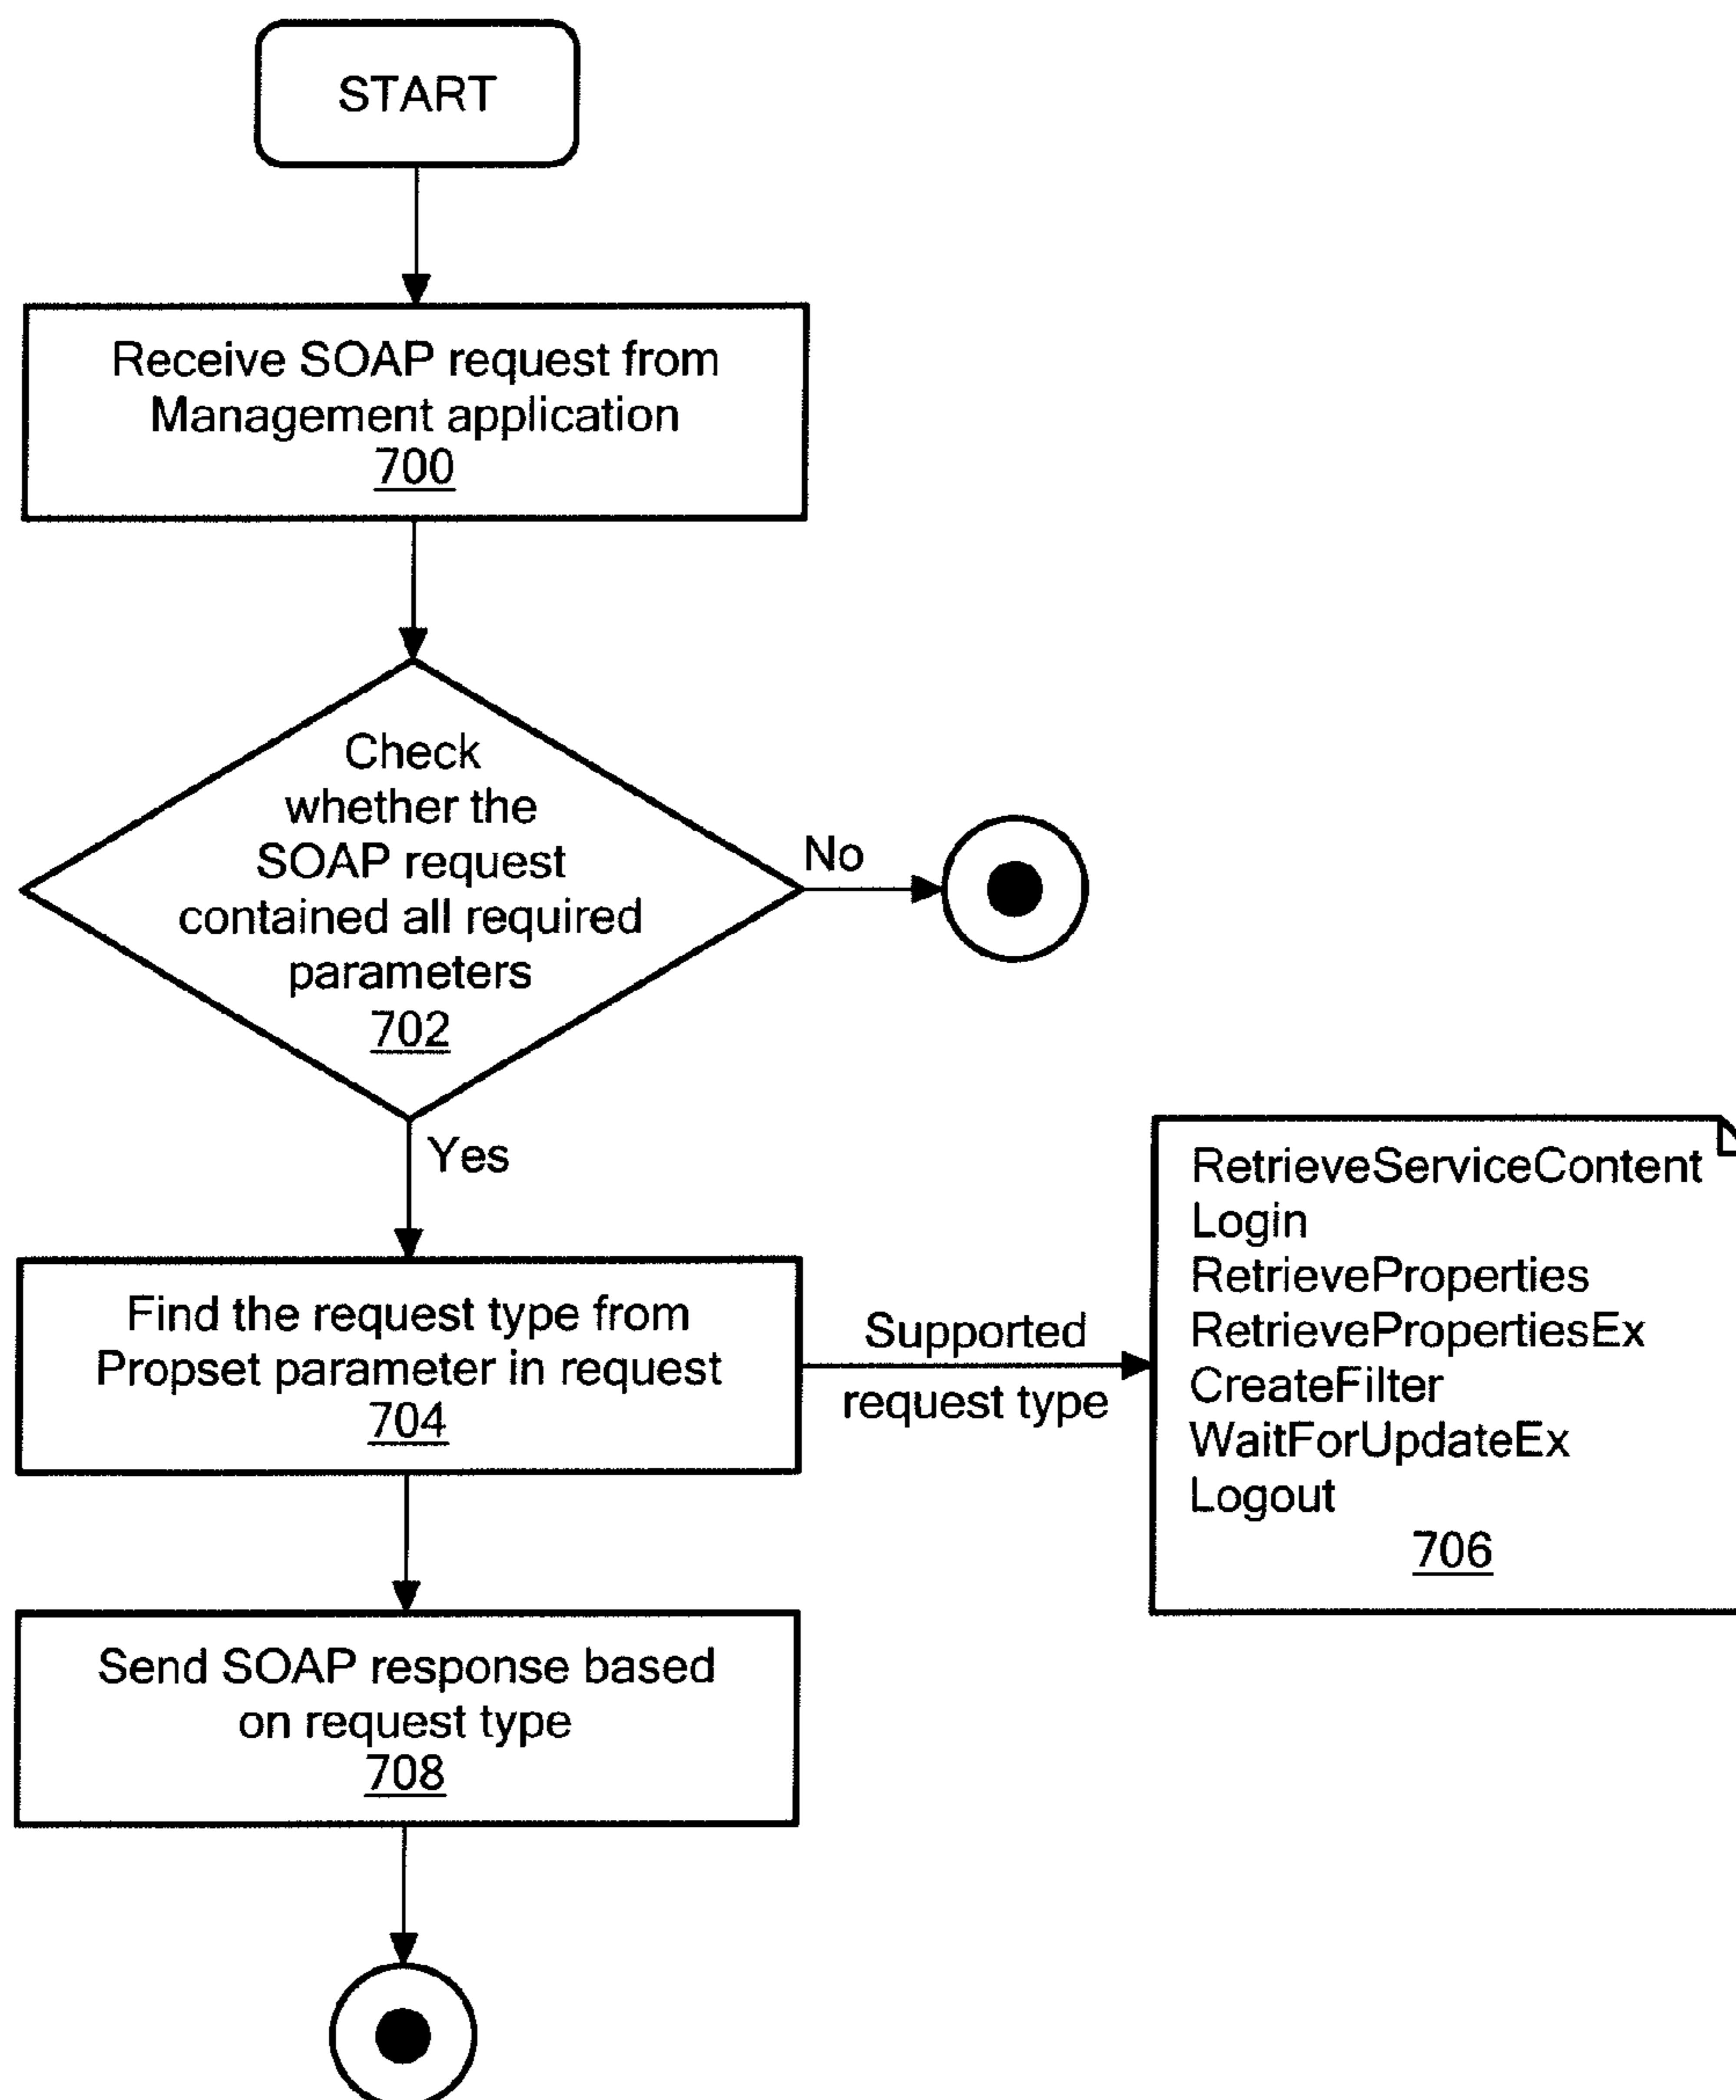 START
Receive SOAP request from
Management application
700
Check
whether the
SOAP request
contained all required
parameters
702
No
Yes
Find the request type from
Propset parameter in request
704
Supported
request type
RetrieveServiceContent
Login
RetrieveProperties
RetrievePropertiesEx
CreateFilter
WaitForUpdateEx
Logout
706
Send SOAP response based
on request type
708